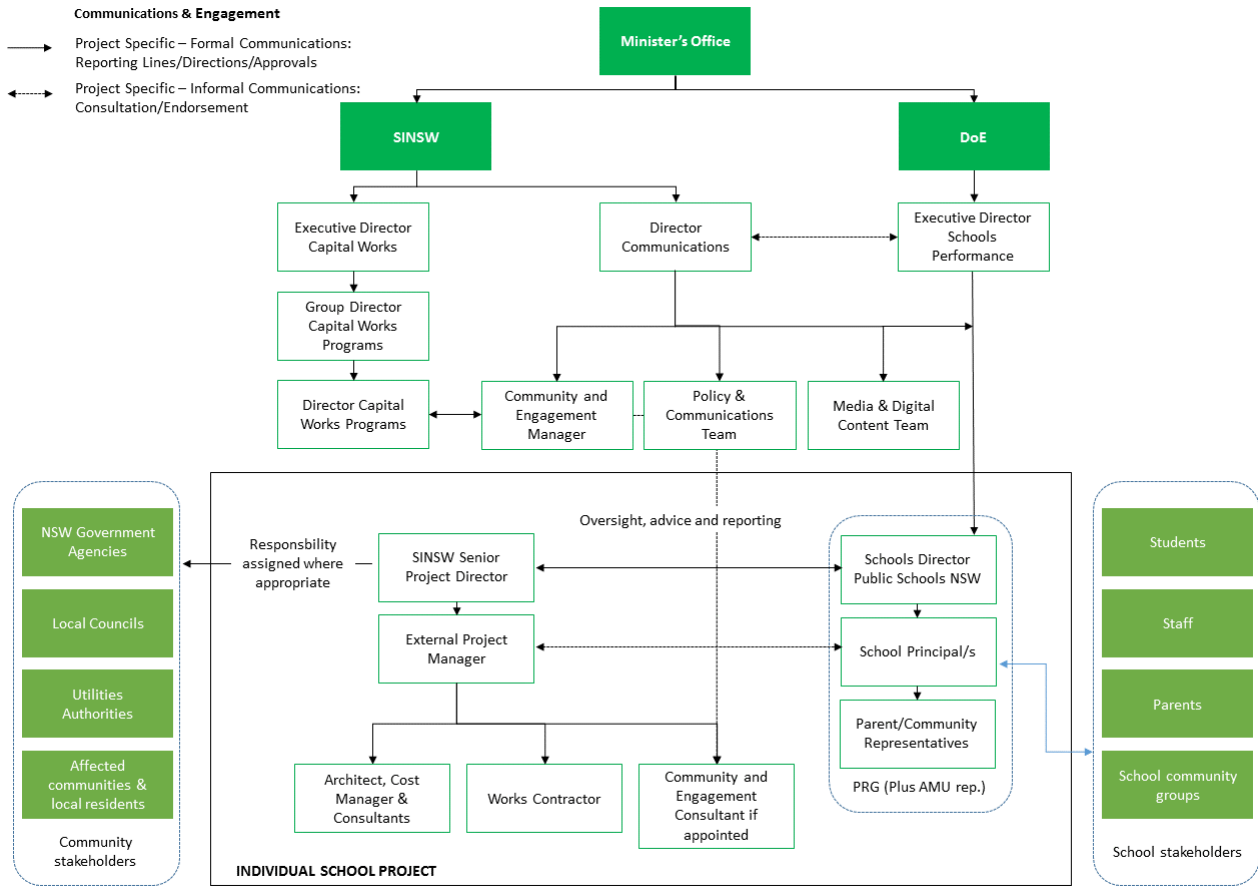 Communications & Engagement
Project Specific – Formal Communications:
Reporting Lines/Directions/Approvals
Project Specific – Informal Communications:
Consultation/Endorsement
Minister's Office
SINSW
DoE
Executive Director
Capital Works
Director
Communications
Executive Director
Schools
Performance
Group Director
Capital Works
Programs
Director Capital
Works Programs
Community and
Engagement
Manager
Policy &
Communications
Team
Media & Digital
Content Team
NSW Government
Agencies
Local Councils
Utilities
Authorities
Affected
communities &
local residents
Community
stakeholders
Responsbility
assigned where
appropriate
Oversight, advice and reporting
SINSW Senior
Project Director
External Project
Manager
Architect, Cost
Manager &
Consultants
Works Contractor
Community and
Engagement
Consultant if
appointed
Schools Director
Public Schools NSW
School Principal/s
Parent/Community
Representatives
PRG (Plus AMU rep.)
INDIVIDUAL SCHOOL PROJECT
Students
Staff
Parents
School community
groups
School stakeholders